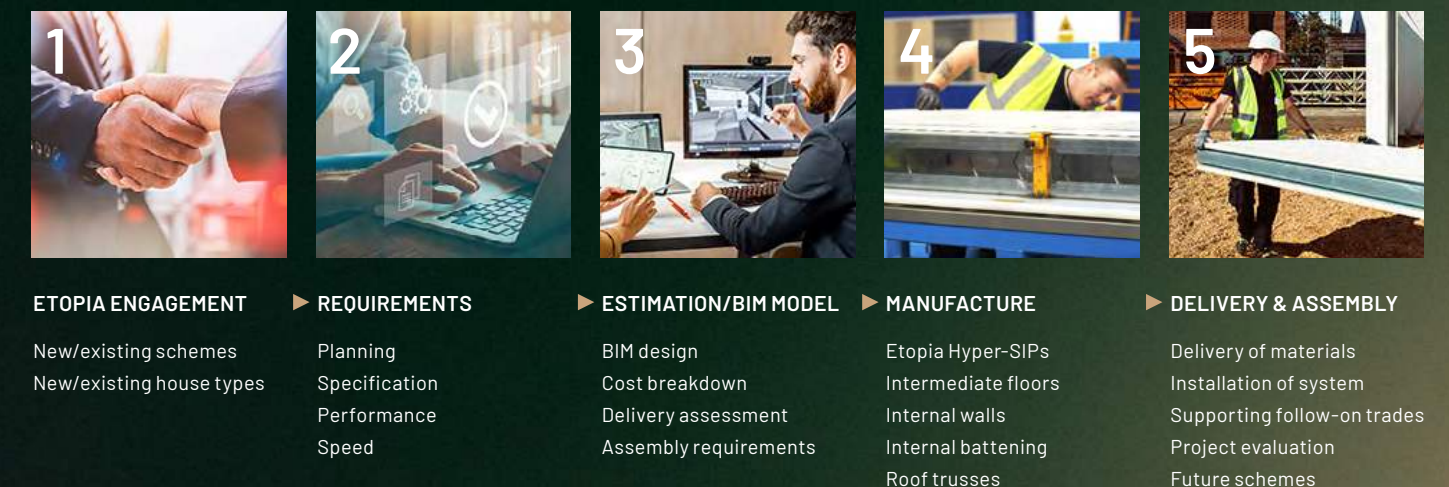 1
2
3
4
5
ETOPIA ENGAGEMENT
New/existing schemes
New/existing house types
REQUIREMENTS
Planning
Specification
Performance
Speed
ESTIMATION/BIM MODEL
BIM design
Cost breakdown
Delivery assessment
Assembly requirements
MANUFACTURE
Etopia Hyper-SIPs
Intermediate floors
Internal walls
Internal battening
Roof trusses
DELIVERY & ASSEMBLY
Delivery of materials
Installation of system
Supporting follow-on trades
Project evaluation
Future schemes